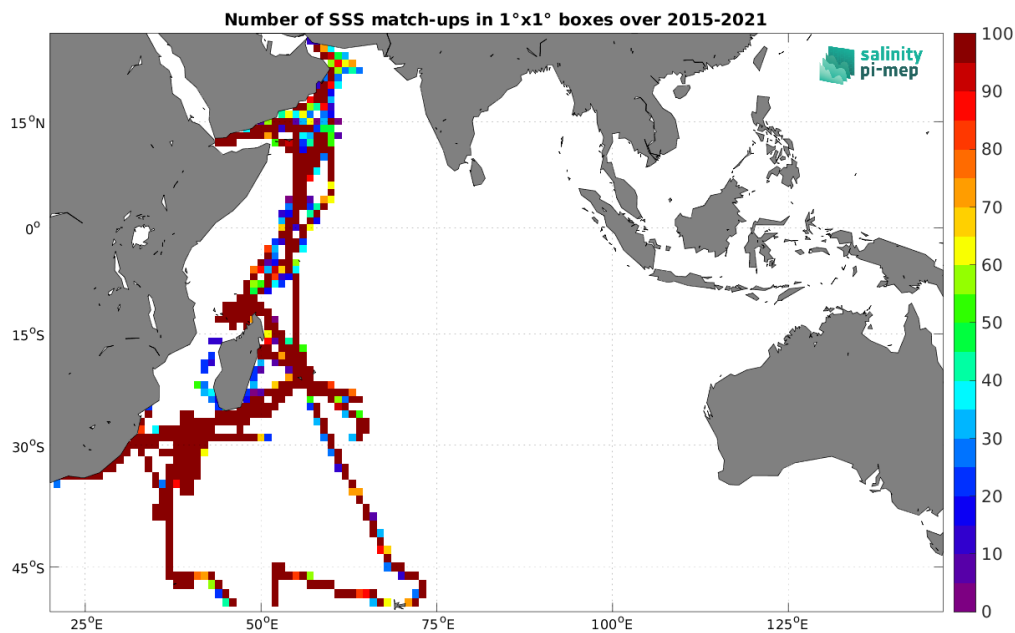 Number of SSS match-ups in 1°x1° boxes over 2015-2021
salinity
pi-mep
100
90
80
70
60
50
40
30
20
10
0
15°N
0°
15°S
30°S
45°S
25°E
50°E
75°E
100°E
125°E